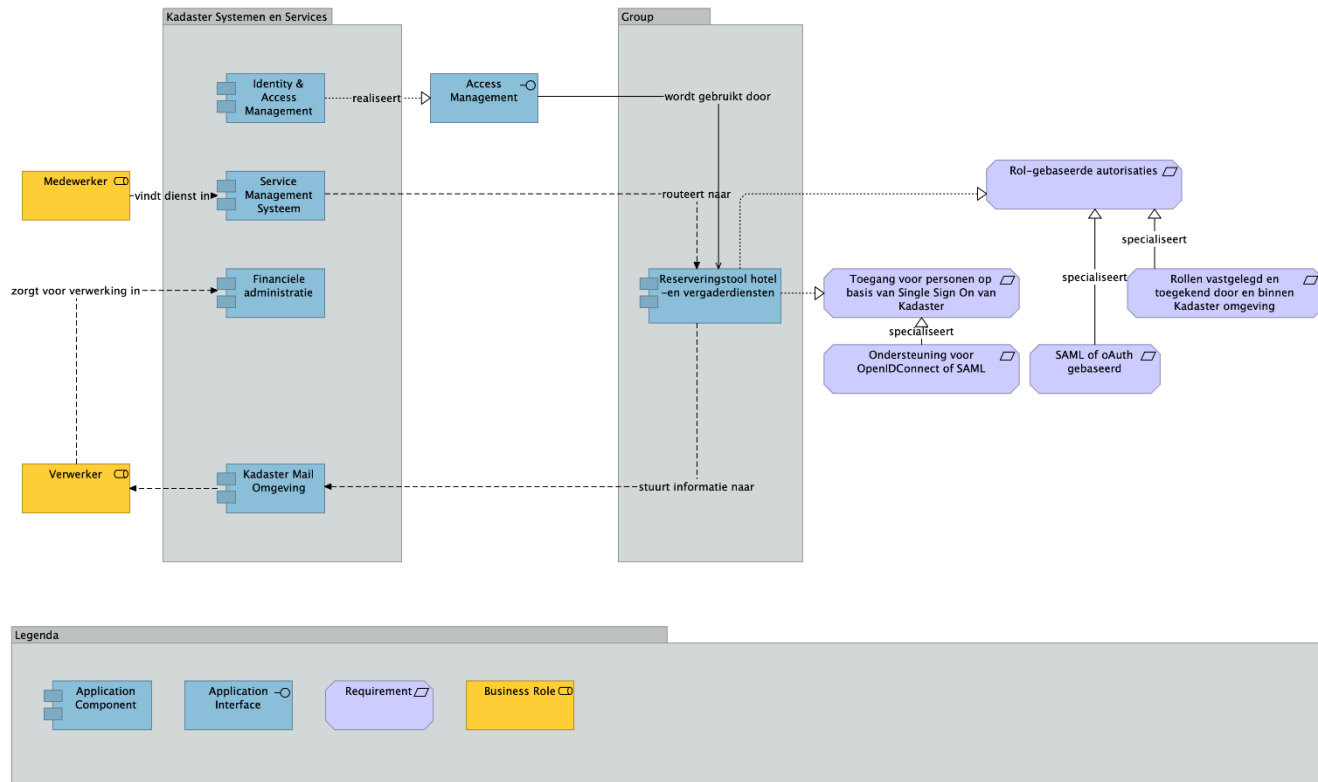 Kadaster Systemen en Services
Group
Identity &
Access
Management
realiseert
Access
Management
wordt gebruikt door
Medewerker
vindt dienst in
Service
Management
Systeem
routeert naar
Rol-gebaseerde autorisaties
specialiseert
specialiseert
zorgt voor verwerking in
Financiele
administratie
Reserveringstool hotel
-en vergaderdiensten
Toegang voor personen op
basis van Single Sign On van
Kadaster
Rollen vastgelegd en
toegekend door en binnen
Kadaster omgeving
specialiseert
Ondersteuning voor
OpenIDConnect of SAML
SAML of oAuth
gebaseerd
Verwerker
Kadaster Mail
Omgeving
stuurt informatie naar
Legenda
Application
Component
Application
Interface
Requirement
Business Role